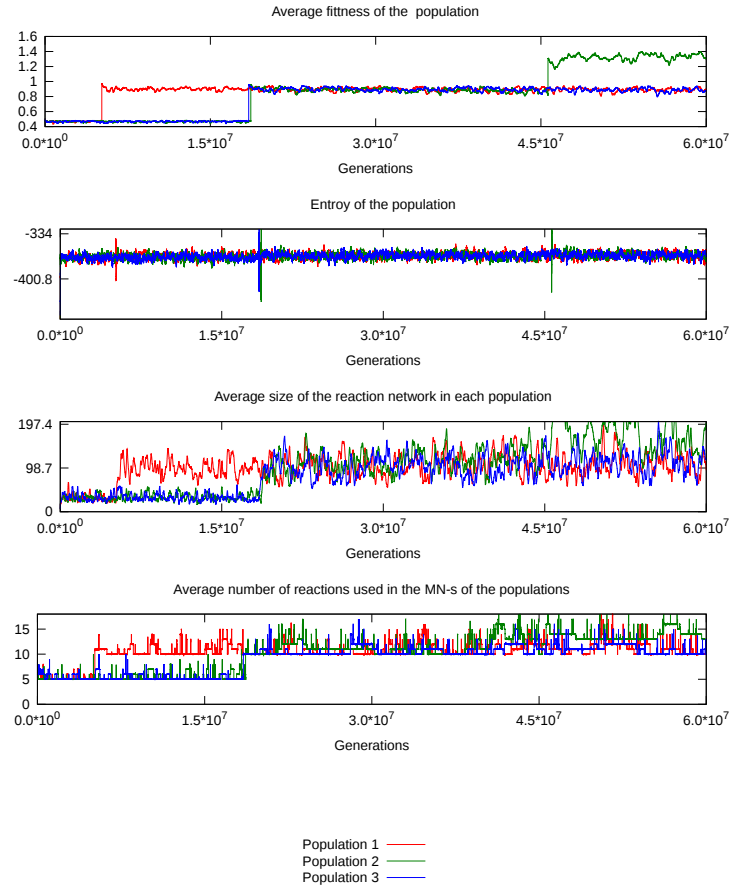 Average fittness of the  population
1.6
1.4
1.2
1
0.8
0.6
0.4
0.0*10^0 1.5*10^7 3.0*10^7 4.5*10^7 6.0*10^7
Generations
Entroy of the population
-334
-400.8
0.0*10^0 1.5*10^7 3.0*10^7 4.5*10^7 6.0*10^7
Generations
Average size of the reaction network in each population
197.4
98.7
0
0.0*10^0 1.5*10^7 3.0*10^7 4.5*10^7 6.0*10^7
Generations
Average number of reactions used in the MN-s of the populations
15
10
5
0
0.0*10^0 1.5*10^7 3.0*10^7 4.5*10^7 6.0*10^7
Generations
Population 1
Population 2
Population 3